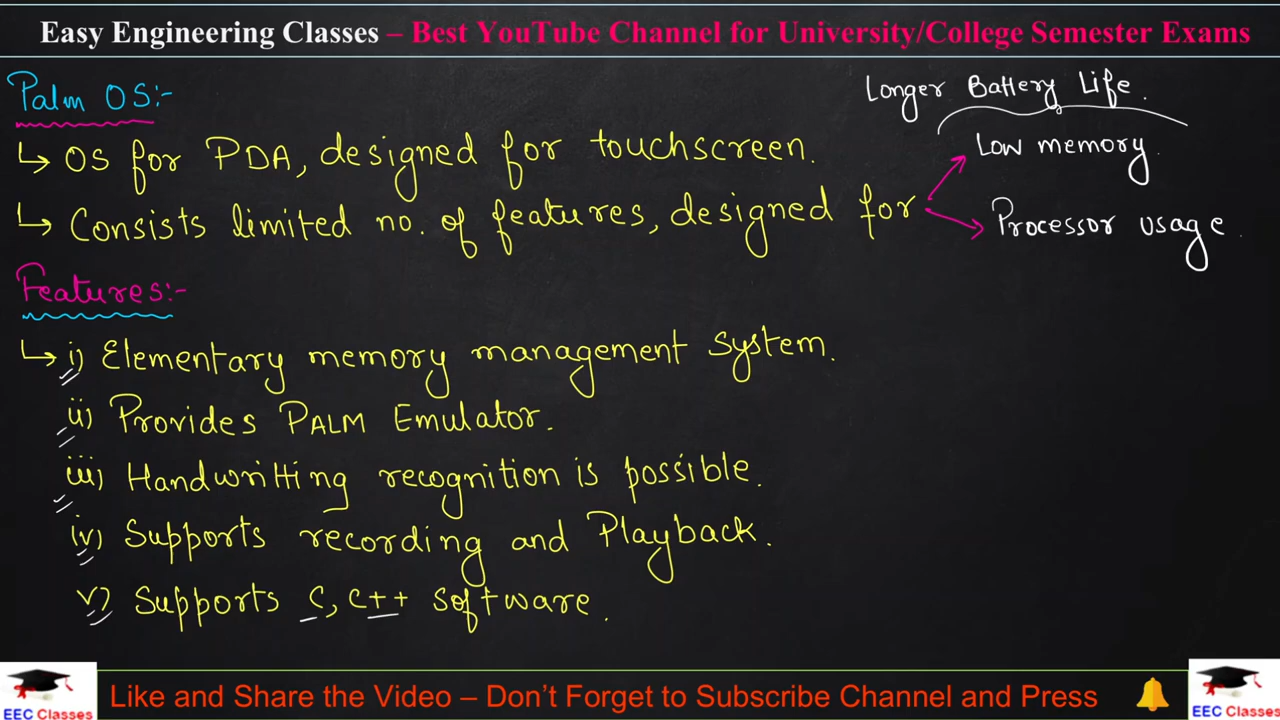 Easy Engineering Classes – Best YouTube Channel for University/College Semester Exams
Palm OS:-
Longer Battery Life.
↳ OS for PDA, designed for touchscreen.
Low memory.
↳ Consists limited no. of features, designed for
Processor usage.
Features:-
↳ i) Elementary memory management system.
ii) Provides PALM Emulator.
iii) Handwritting recognition is possible.
iv) Supports recording and Playback.
v) Supports C, C++ software.
EEC Classes
Like and Share the Video – Don't Forget to Subscribe Channel and Press
EEC Classes